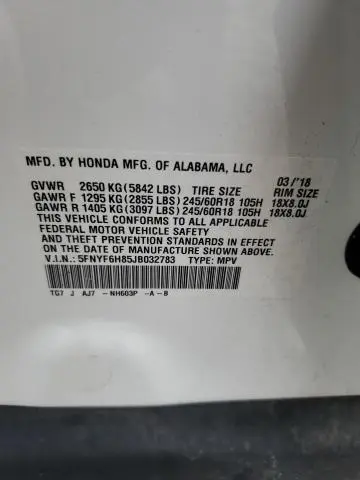 MFD. BY HONDA MFG. OF ALABAMA, LLC
03 /'18
GVWR 2650 KG (5842 LBS) TIRE SIZE RIM SIZE
GAWR F 1295 KG (2855 LBS) 245/60R18 105H 18X8.0J
GAWR R 1405 KG (3097 LBS) 245/60R18 105H 18X8.0J
THIS VEHICLE CONFORMS TO ALL APPLICABLE
FEDERAL MOTOR VEHICLE SAFETY
AND THEFT PREVENTION STANDARDS IN EFFECT
ON THE DATE OF MANUFACTURE SHOWN ABOVE.
V.I.N.: 5FNYF6H85JB032783 TYPE: MPV
TG7 J AJ7 - NH603P -A - B